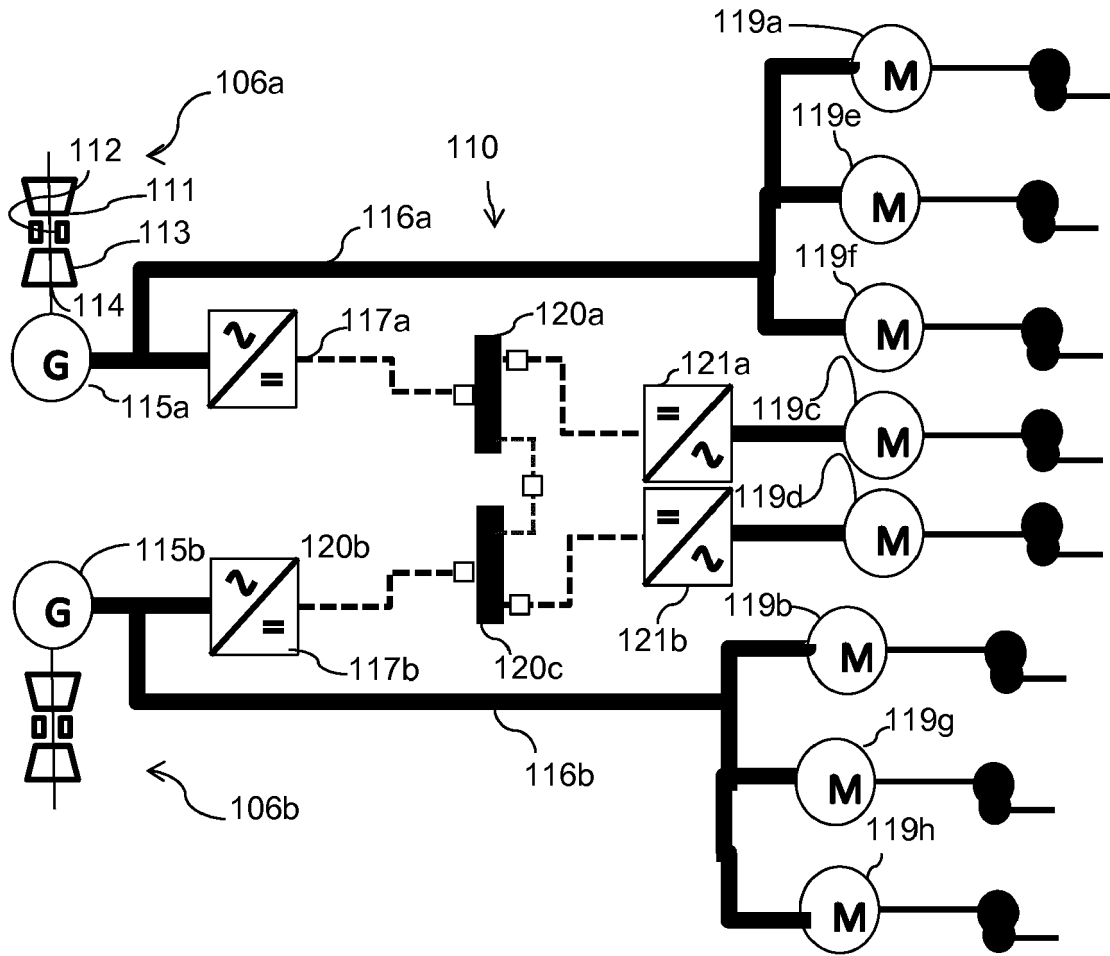 119a
M
106a
119e
112
110
111
M
116a
113
119f
114
120a
M
117a
G
∿
=
121a
115a
=
∿
119c
M
119d
=
∿
M
115b
120b
∿
=
G
119b
121b
M
117b
120c
119g
116b
M
106b
119h
M